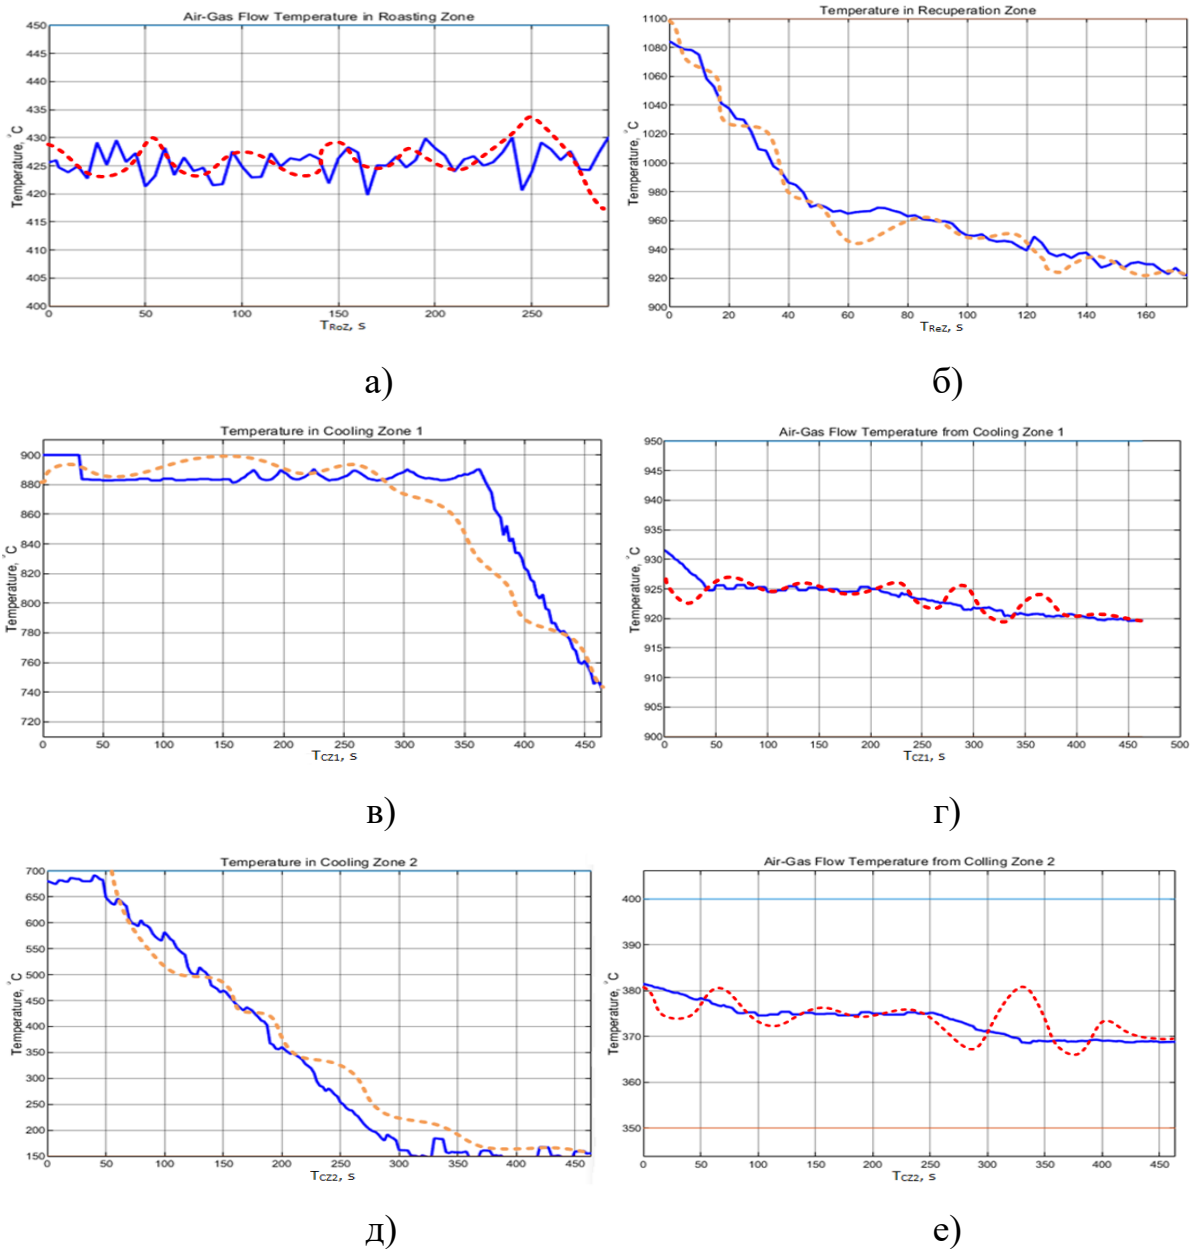 Air-Gas Flow Temperature in Roasting Zone
450
445
440
435
430
425
420
415
410
405
400
Temperature, °C
0 50 100 150 200 250
TRoZ, s
а)
Temperature in Recuperation Zone
1100
1080
1060
1040
1020
1000
980
960
940
920
900
Temperature, °C
0 20 40 60 80 100 120 140 160
TReZ, s
б)
Temperature in Cooling Zone 1
900
880
860
840
820
800
780
760
740
720
Temperature, °C
0 50 100 150 200 250 300 350 400 450
TCZ1, s
в)
Air-Gas Flow Temperature from Cooling Zone 1
950
945
940
935
930
925
920
915
910
905
900
Temperature, °C
0 50 100 150 200 250 300 350 400 450 500
TCZ1, s
г)
Temperature in Cooling Zone 2
700
650
600
550
500
450
400
350
300
250
200
150
Temperature, °C
0 50 100 150 200 250 300 350 400 450
TCZ2, s
д)
Air-Gas Flow Temperature from Colling Zone 2
400
390
380
370
360
350
Temperature, °C
0 50 100 150 200 250 300 350 400 450
TCZ2, s
е)